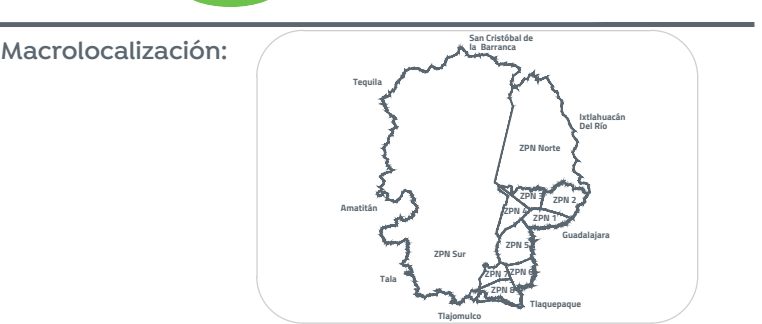 Macrolocalización:
San Cristóbal de
la Barranca
Tequila
Ixtlahuacán
Del Río
ZPN Norte
ZPN 3
ZPN 2
Amatitán
ZPN 4
ZPN 1
Guadalajara
ZPN 5
ZPN Sur
ZPN 7
ZPN 6
Tala
ZPN 8
Tlaquepaque
Tlajomulco